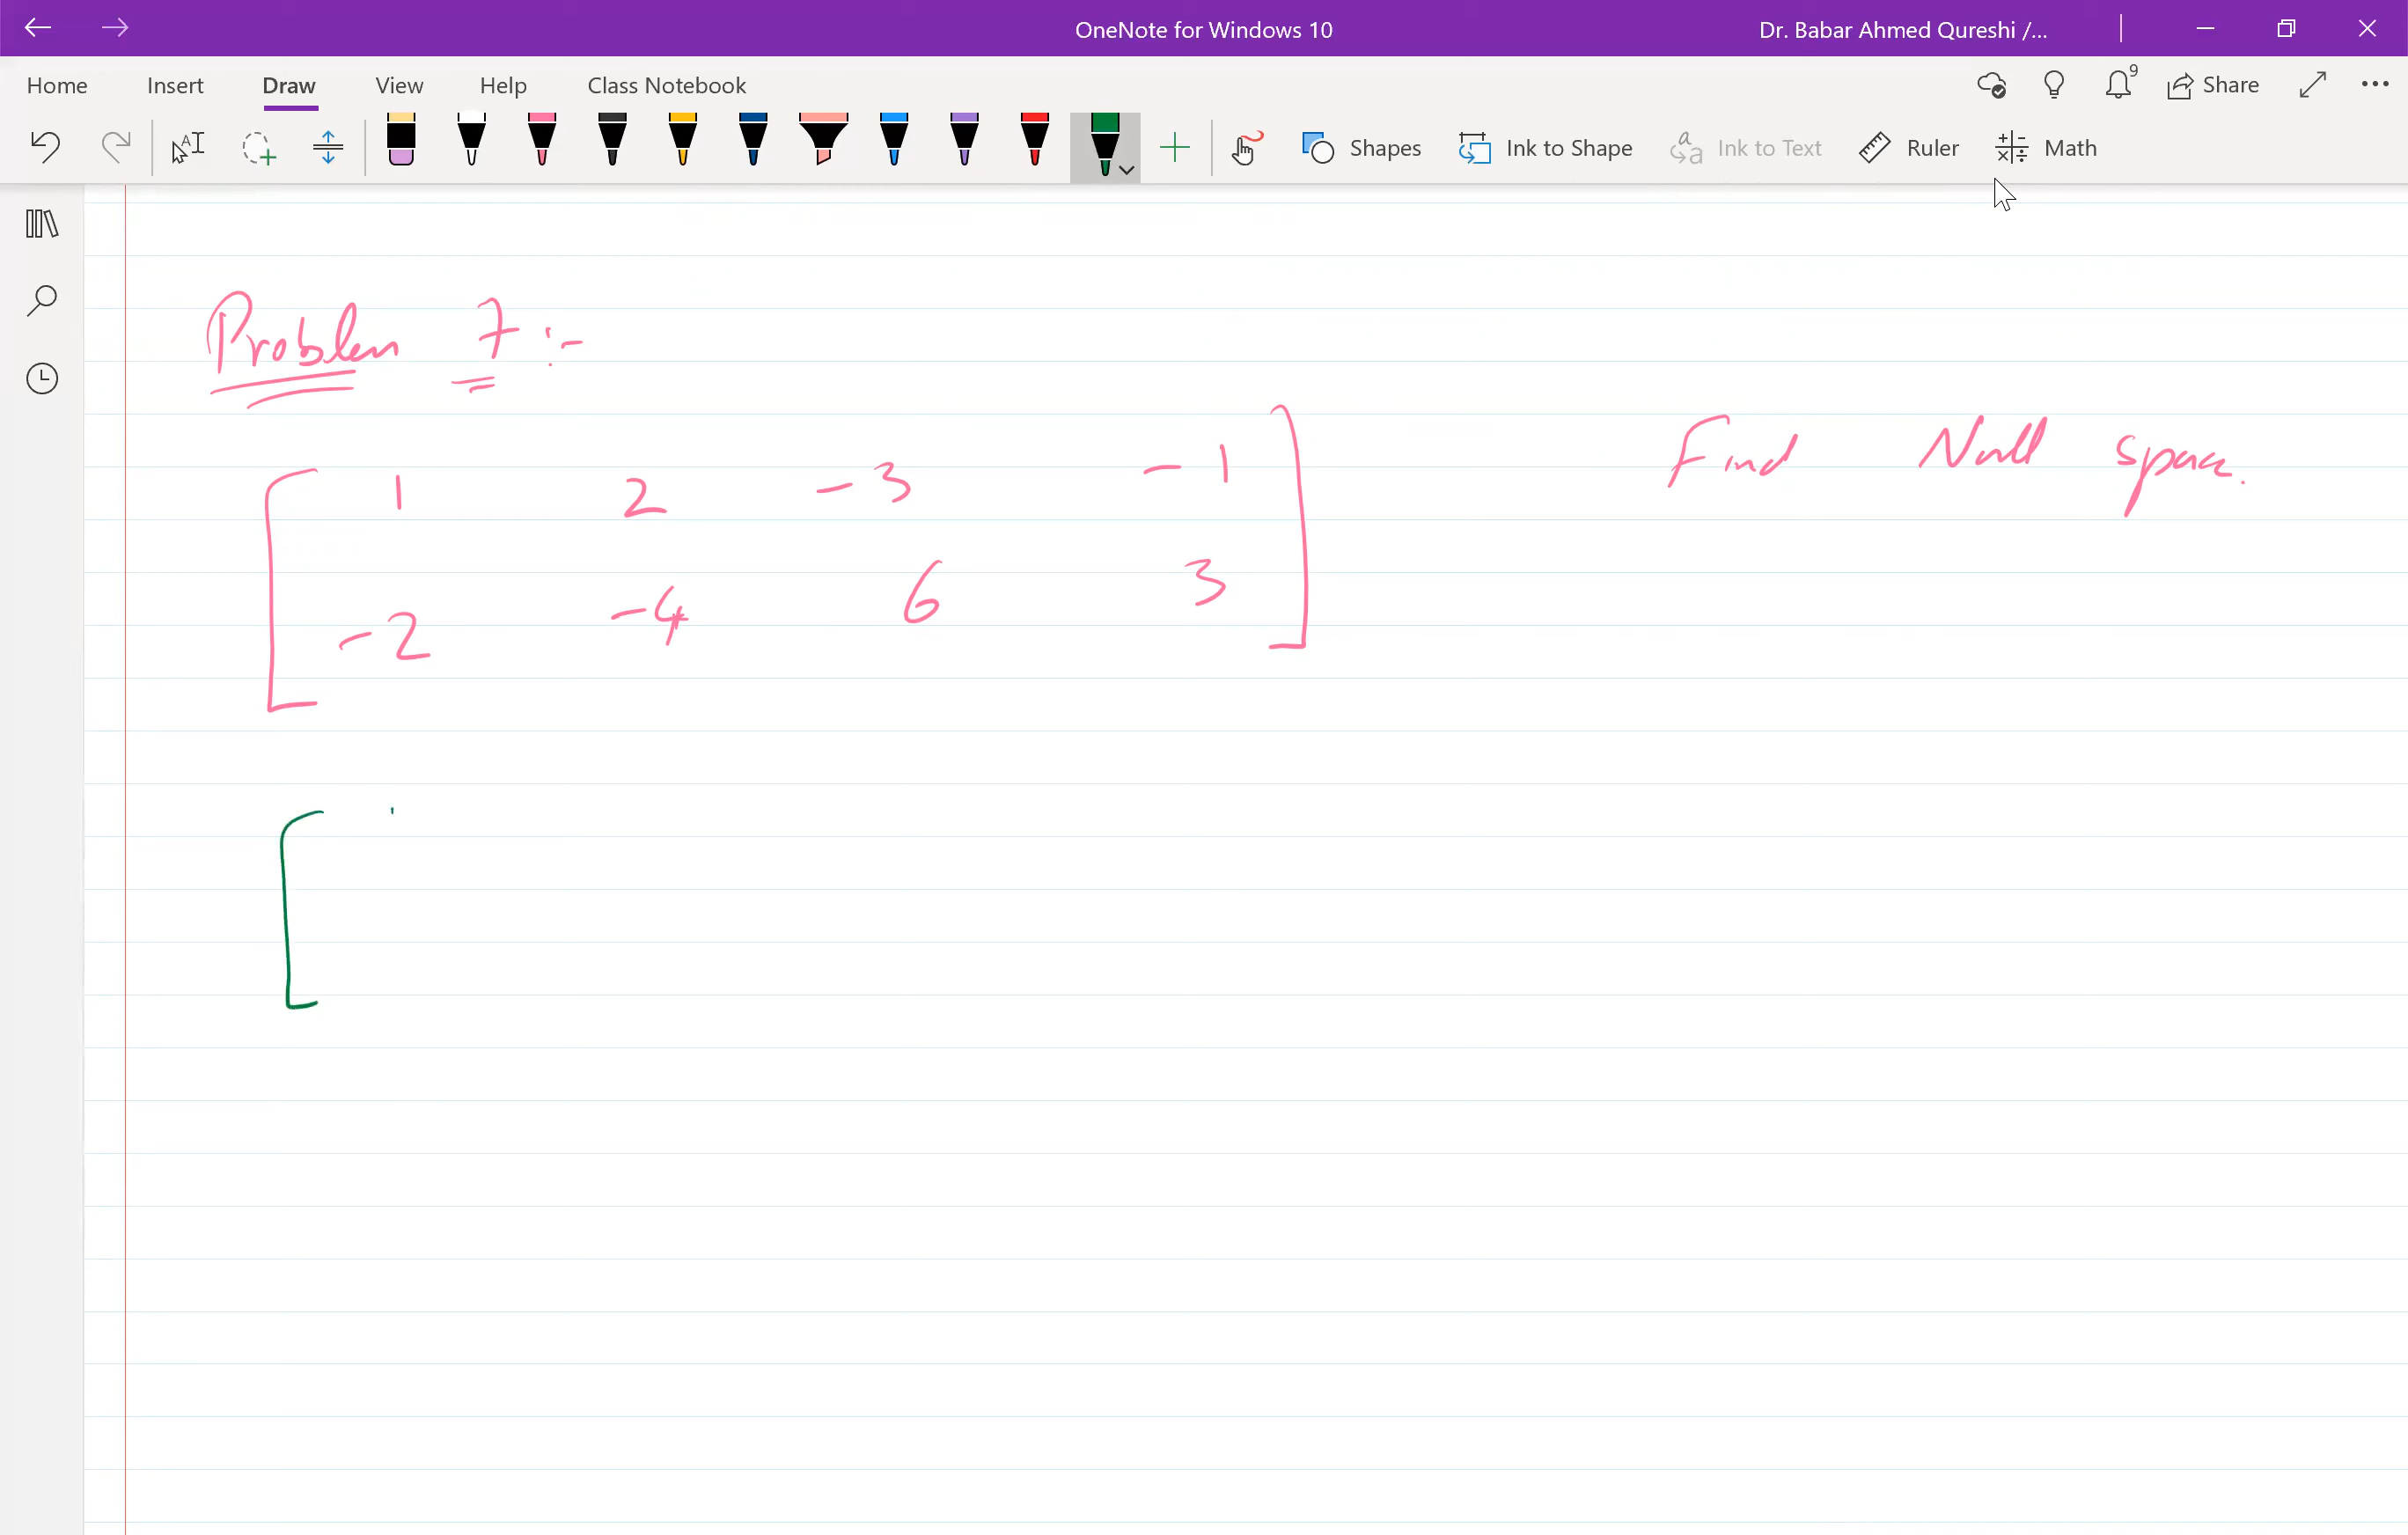 OneNote for Windows 10 Dr. Babar Ahmed Qureshi /...
Home Insert Draw View Help Class Notebook 9 Share
Shapes Ink to Shape Ink to Text Ruler Math
Problem 7 :-
Find Null space.
1 2 -3 -1
-2 -4 6 3